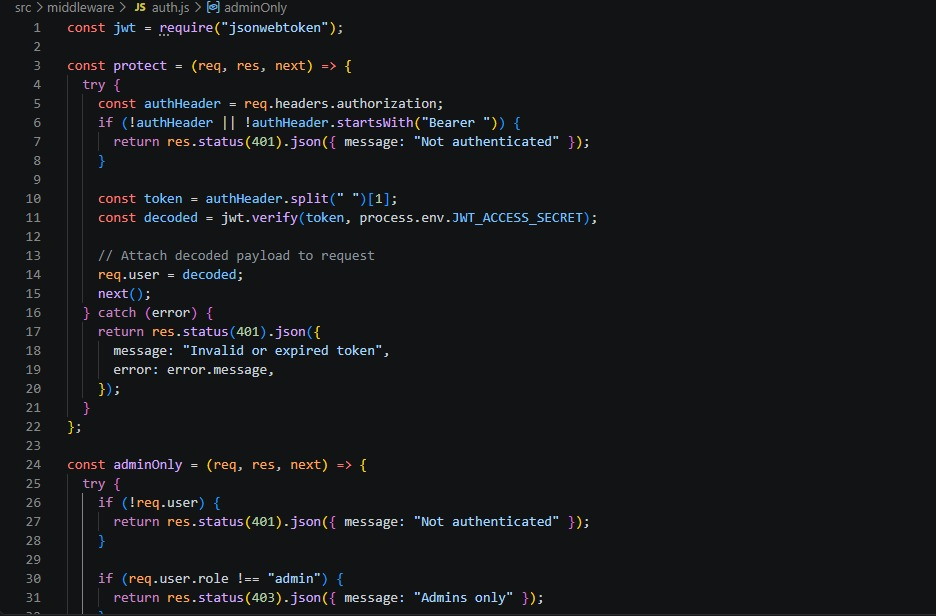 src > middleware > JS auth.js > adminOnly
1 const jwt = require("jsonwebtoken");
2
3 const protect = (req, res, next) => {
4 try {
5 const authHeader = req.headers.authorization;
6 if (!authHeader || !authHeader.startsWith("Bearer ")) {
7 return res.status(401).json({ message: "Not authenticated" });
8 }
9
10 const token = authHeader.split(" ")[1];
11 const decoded = jwt.verify(token, process.env.JWT_ACCESS_SECRET);
12
13 // Attach decoded payload to request
14 req.user = decoded;
15 next();
16 } catch (error) {
17 return res.status(401).json({
18 message: "Invalid or expired token",
19 error: error.message,
20 });
21 }
22 };
23
24 const adminOnly = (req, res, next) => {
25 try {
26 if (!req.user) {
27 return res.status(401).json({ message: "Not authenticated" });
28 }
29
30 if (req.user.role !== "admin") {
31 return res.status(403).json({ message: "Admins only" });